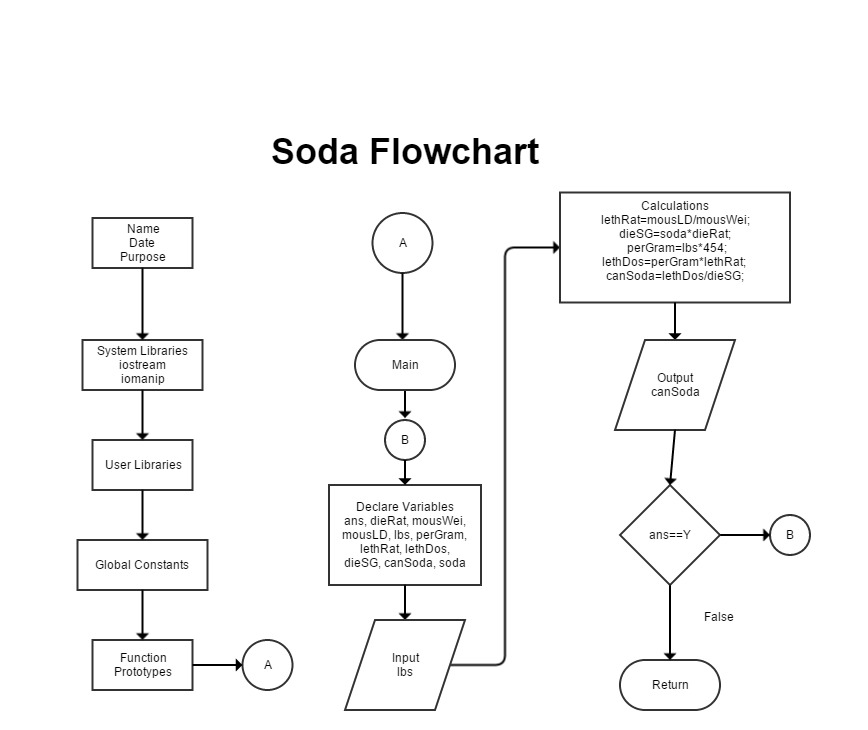 Soda Flowchart
Name
Date
Purpose
System Libraries
iostream
iomanip
User Libraries
Global Constants
Function
Prototypes
A
A
Main
B
Declare Variables
ans, dieRat, mousWei,
mousLD, lbs, perGram,
lethRat, lethDos,
dieSG, canSoda, soda
Input
lbs
Calculations
lethRat=mousLD/mousWei;
dieSG=soda*dieRat;
perGram=lbs*454;
lethDos=perGram*lethRat;
canSoda=lethDos/dieSG;
Output
canSoda
ans==Y
B
False
Return